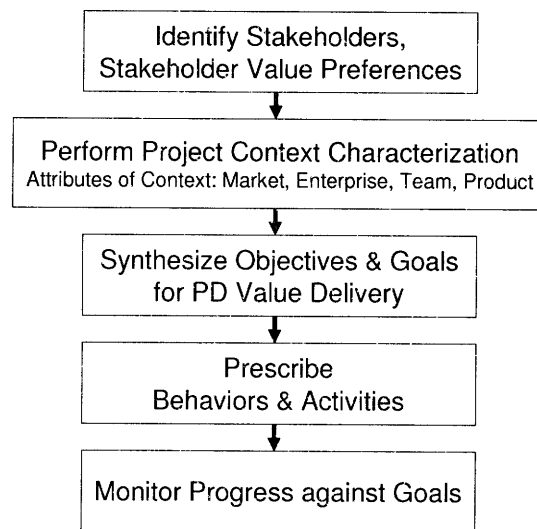 Identify Stakeholders,
Stakeholder Value Preferences
Perform Project Context Characterization
Attributes of Context: Market, Enterprise, Team, Product
Synthesize Objectives & Goals
for PD Value Delivery
Prescribe
Behaviors & Activities
Monitor Progress against Goals